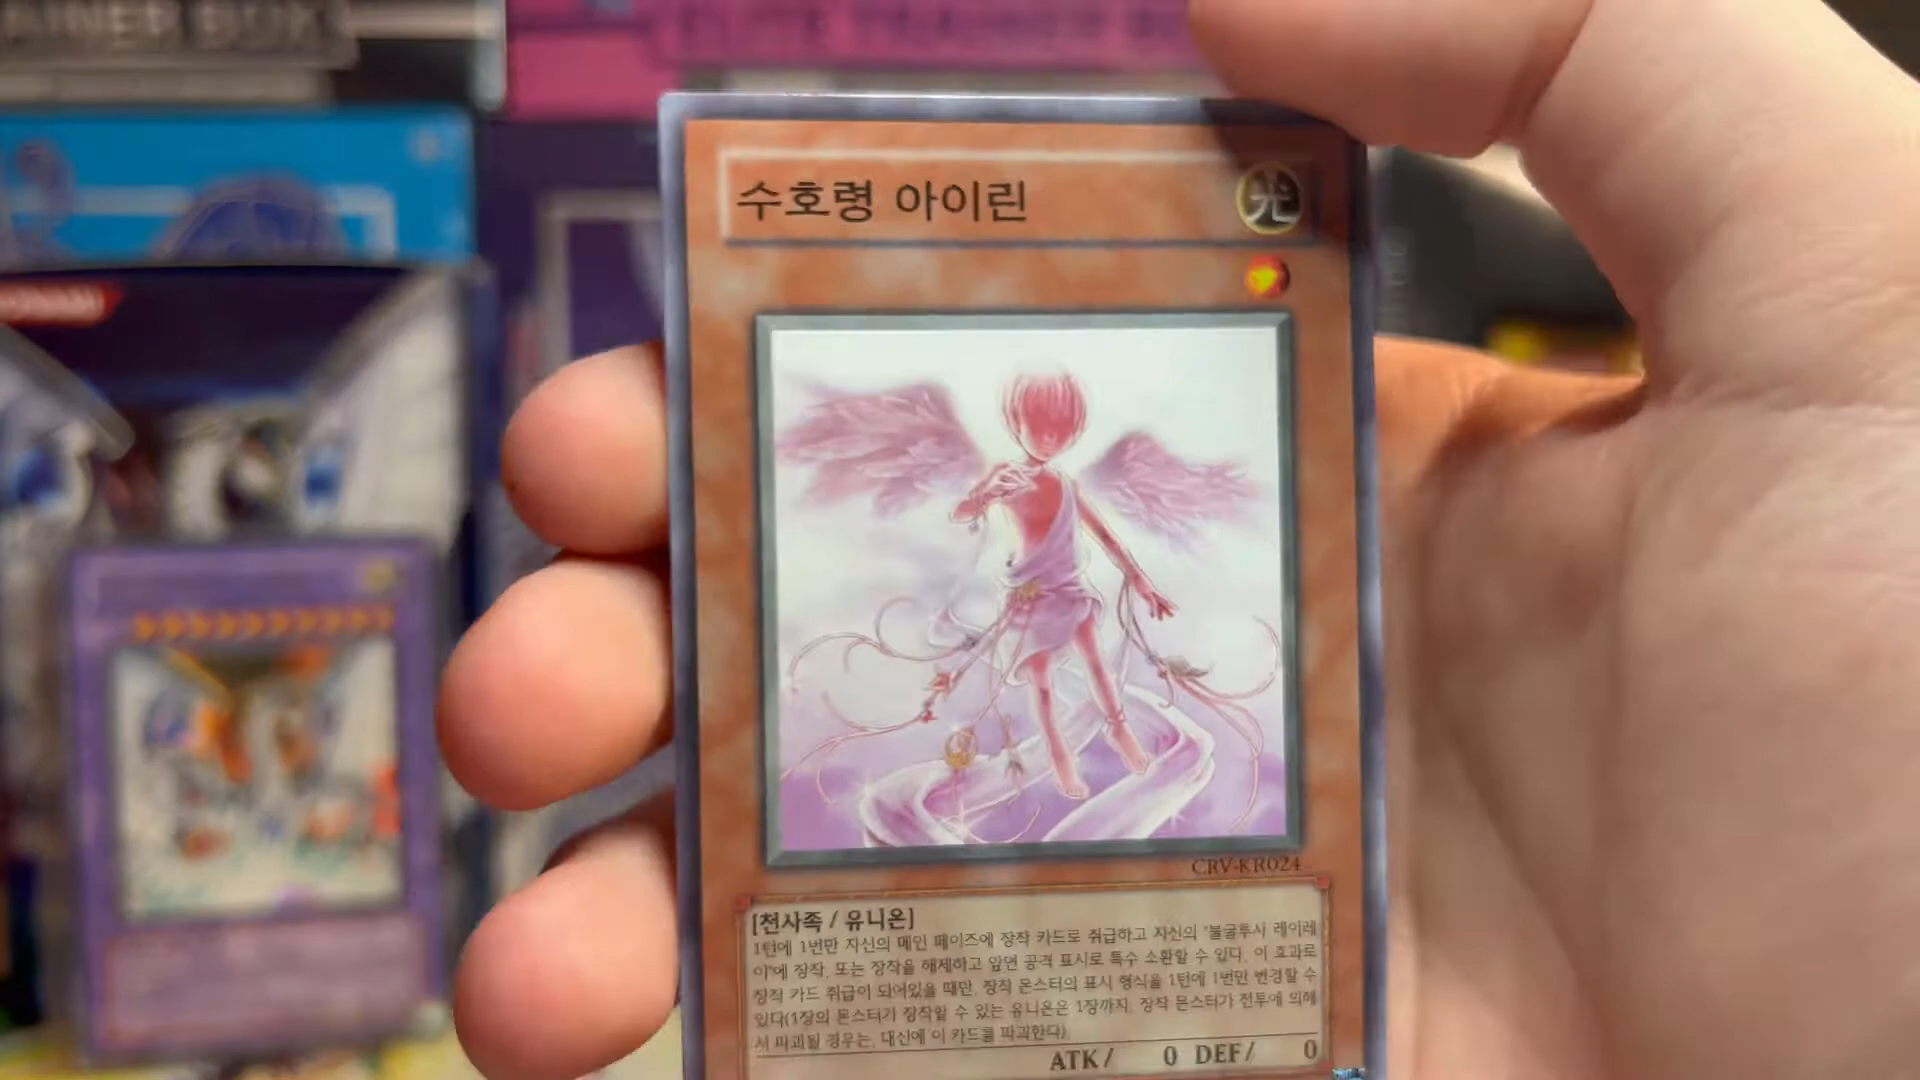 수호령 아이린
光
CRV-KR024
[천사족 / 유니온]
1턴에 1번만 자신의 메인 페이즈에 장착 카드로 취급하고 자신의 "불굴투사 레이레
이"에 장착, 또는 장착을 해제하고 앞면 공격 표시로 특수 소환할 수 있다. 이 효과로
장착 카드 취급이 되어있을 때만, 장착 몬스터의 표시 형식을 1턴에 1번만 변경할 수
있다(1장의 몬스터가 장착할 수 있는 유니온은 1장까지, 장착 몬스터가 전투에 의해
서 파괴될 경우는, 대신에 이 카드를 파괴한다).
ATK/ 0 DEF/ 0
KONAMI